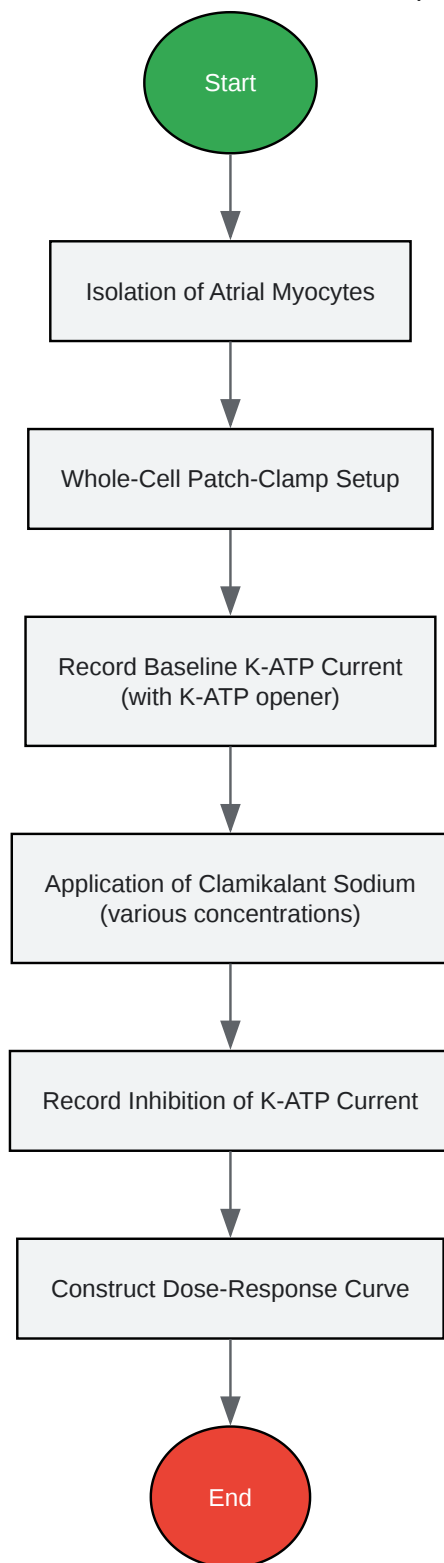 Start
Isolation of Atrial Myocytes
Whole-Cell Patch-Clamp Setup
Record Baseline K-ATP Current
(with K-ATP opener)
Application of Clamikalant Sodium
(various concentrations)
Record Inhibition of K-ATP Current
Construct Dose-Response Curve
End